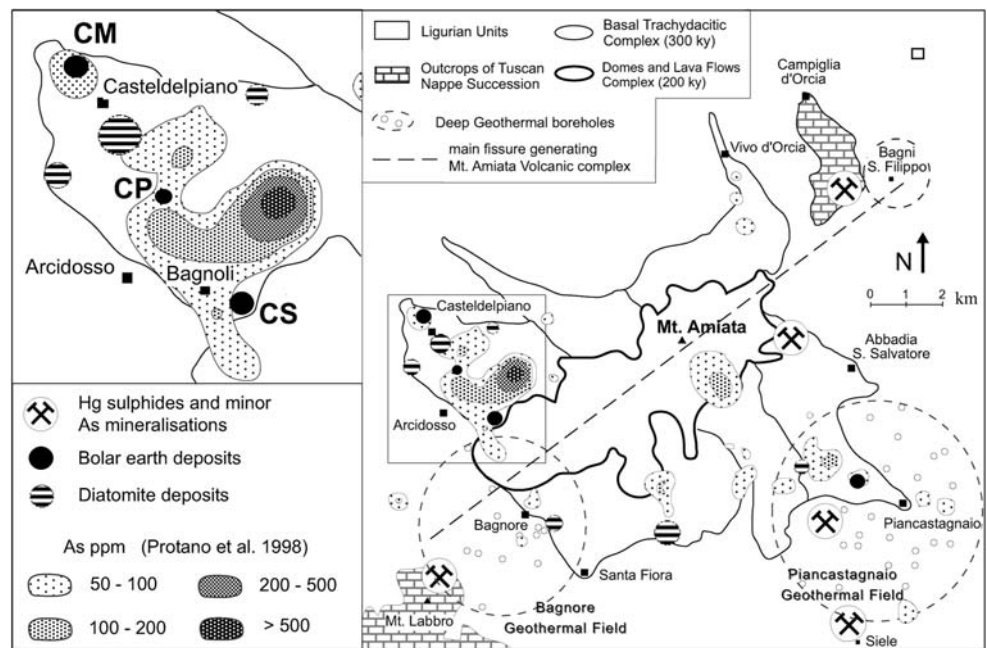 CM
Casteldelpiano
CP
Arcidosso
Bagnoli
CS
Hg sulphides and minor
As mineralisations
Bolar earth deposits
Diatomite deposits
As ppm (Protano et al. 1998)
50 - 100
200 - 500
100 - 200
> 500
Ligurian Units
Basal Trachydacitic
Complex (300 ky)
Outcrops of Tuscan
Nappe Succession
Domes and Lava Flows
Complex (200 ky)
Deep Geothermal boreholes
main fissure generating
Mt. Amiata Volcanic complex
Campiglia
d'Orcia
Vivo d'Orcia
Bagni
S. Filippo
N
0 1 2 km
Casteldelpiano
Mt. Amiata
Abbadia
S. Salvatore
Arcidosso
Bagnore
Piancastagnaio
Santa Fiora
Mt. Labbro
Bagnore
Geothermal Field
Piancastagnaio
Geothermal Field
Siele